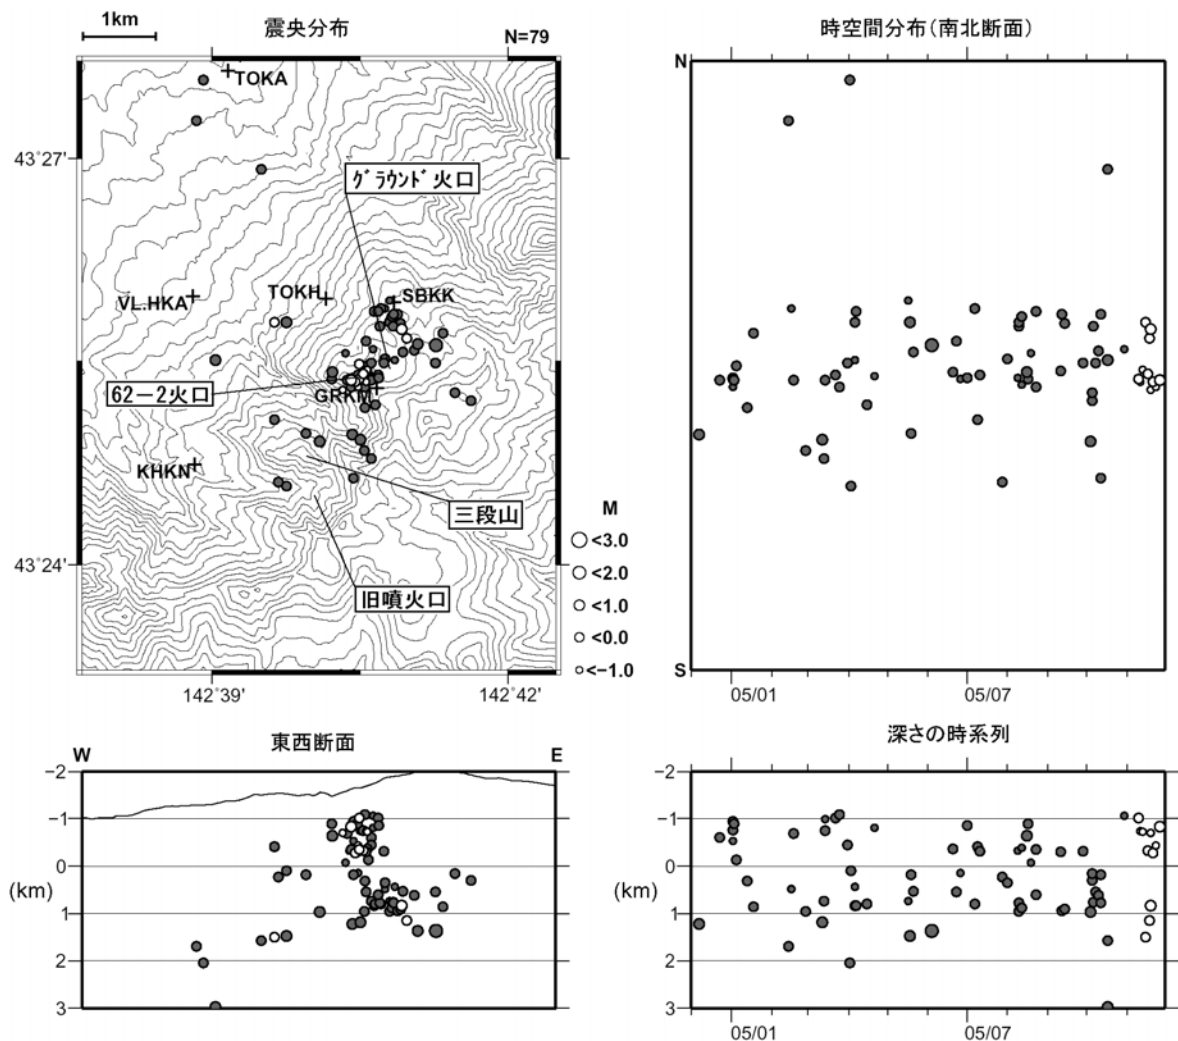 1km
震央分布
N=79
TOKA
43°27'
グラウンド火口
VL.HKA
TOKH
SBKK
62−2火口
GRKM
KHKN
三段山
43°24'
旧噴火口
142°39'
142°42'
M
<3.0
<2.0
<1.0
<0.0
<−1.0
時空間分布(南北断面)
N
S
05/01
05/07
東西断面
W
E
−2
−1
0
(km)
1
2
3
深さの時系列
−2
−1
0
(km)
1
2
3
05/01
05/07